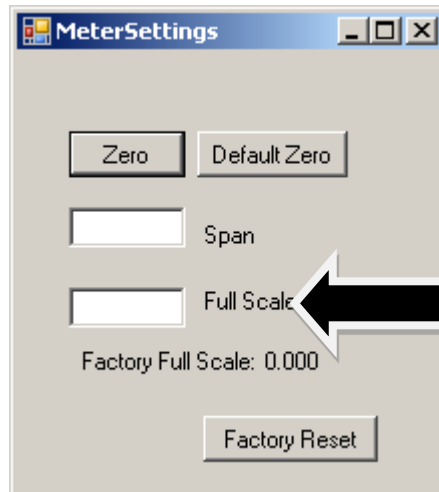 MeterSettings
Zero Default Zero
Span
Full Scale
Factory Full Scale: 0.000
Factory Reset